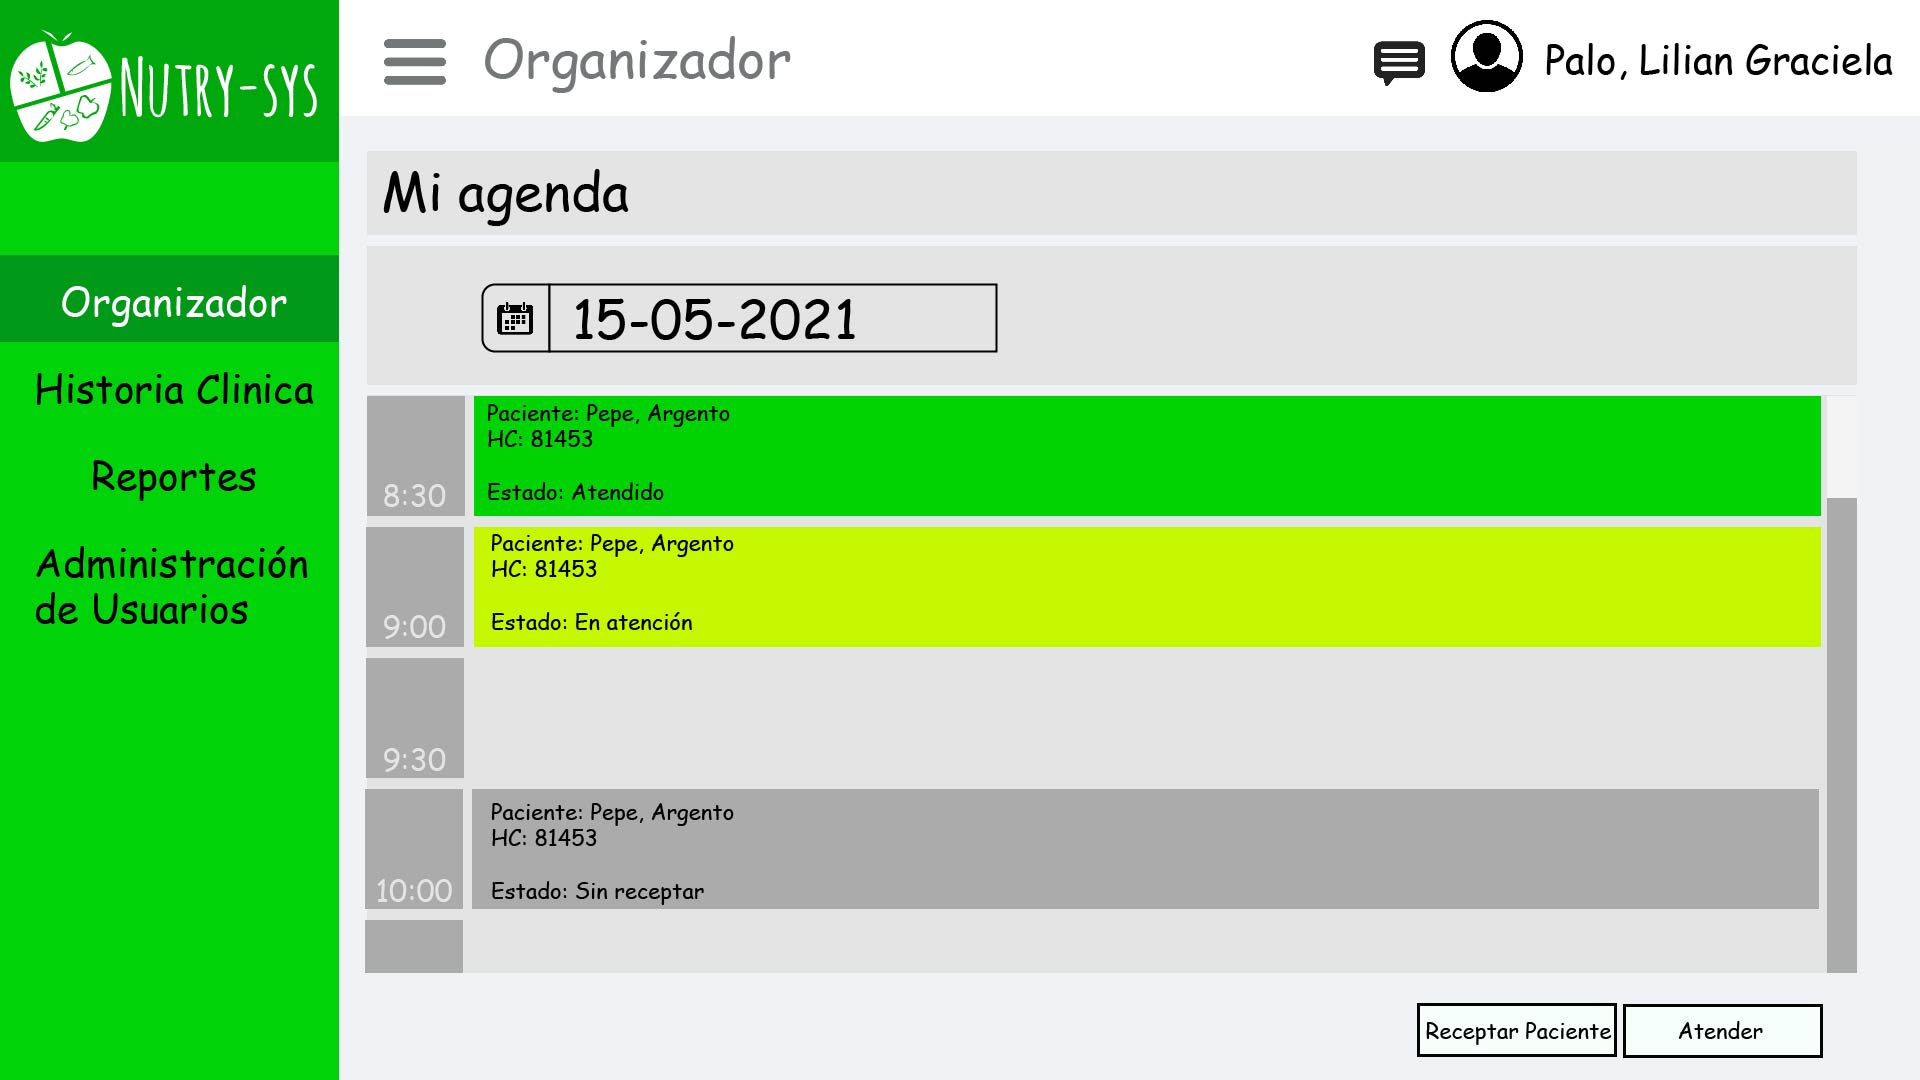 NUTRY-SYS
Organizador
Palo, Lilian Graciela
Organizador
Historia Clinica
Reportes
Administración
de Usuarios
Mi agenda
15-05-2021
8:30
Paciente: Pepe, Argento
HC: 81453
Estado: Atendido
9:00
Paciente: Pepe, Argento
HC: 81453
Estado: En atención
9:30
10:00
Paciente: Pepe, Argento
HC: 81453
Estado: Sin receptar
Receptar Paciente
Atender